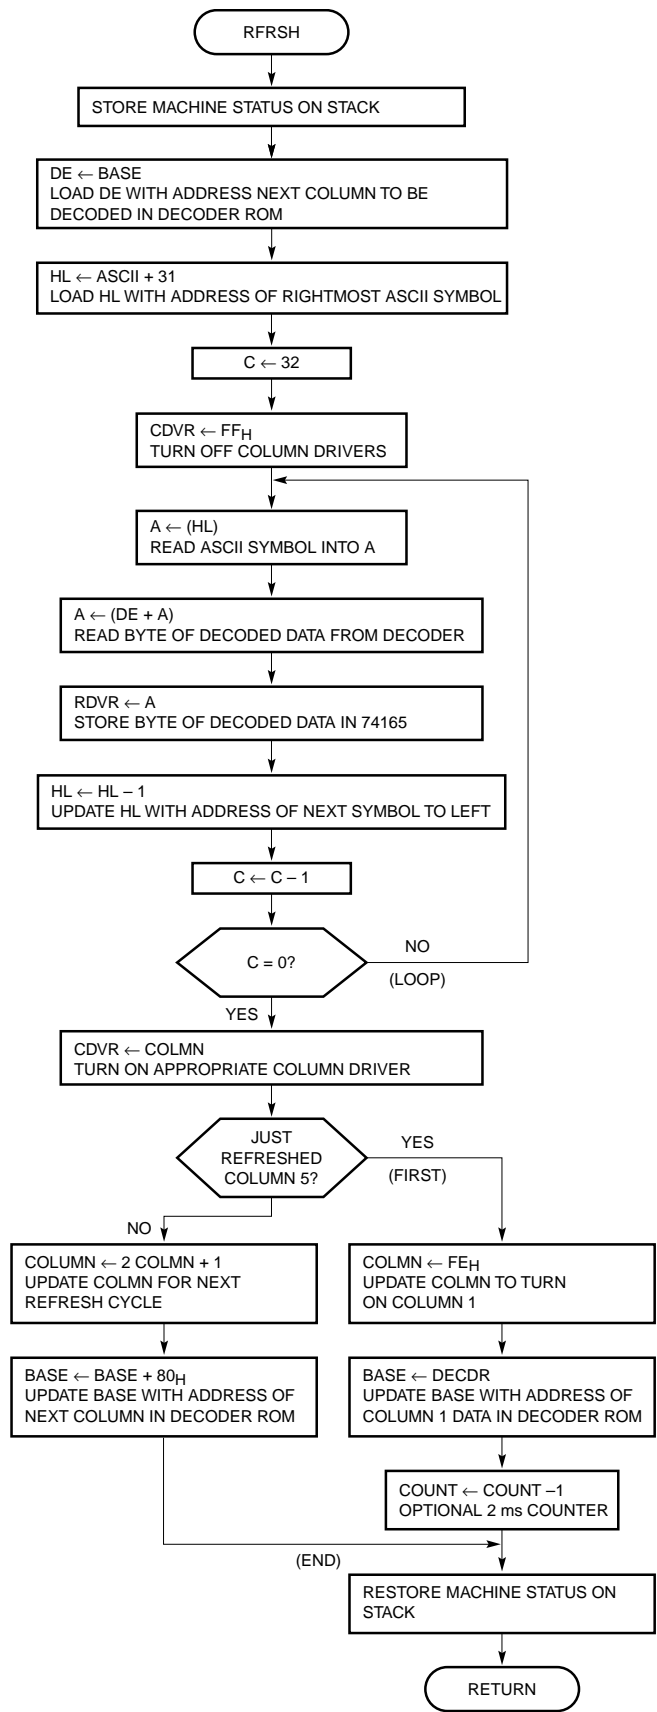 RFRSH
STORE MACHINE STATUS ON STACK
DE ← BASE
LOAD DE WITH ADDRESS NEXT COLUMN TO BE
DECODED IN DECODER ROM
HL ← ASCII + 31
LOAD HL WITH ADDRESS OF RIGHTMOST ASCII SYMBOL
C ← 32
CDVR ← FFH
TURN OFF COLUMN DRIVERS
A ← (HL)
READ ASCII SYMBOL INTO A
A ← (DE + A)
READ BYTE OF DECODED DATA FROM DECODER
RDVR ← A
STORE BYTE OF DECODED DATA IN 74165
HL ← HL – 1
UPDATE HL WITH ADDRESS OF NEXT SYMBOL TO LEFT
C ← C – 1
C = 0?
NO
(LOOP)
YES
CDVR ← COLMN
TURN ON APPROPRIATE COLUMN DRIVER
JUST
REFRESHED
COLUMN 5?
YES
(FIRST)
NO
COLUMN ← 2 COLMN + 1
UPDATE COLMN FOR NEXT
REFRESH CYCLE
COLMN ← FEH
UPDATE COLMN TO TURN
ON COLUMN 1
BASE ← BASE + 80H
UPDATE BASE WITH ADDRESS OF
NEXT COLUMN IN DECODER ROM
BASE ← DECDR
UPDATE BASE WITH ADDRESS OF
COLUMN 1 DATA IN DECODER ROM
COUNT ← COUNT –1
OPTIONAL 2 ms COUNTER
(END)
RESTORE MACHINE STATUS ON
STACK
RETURN